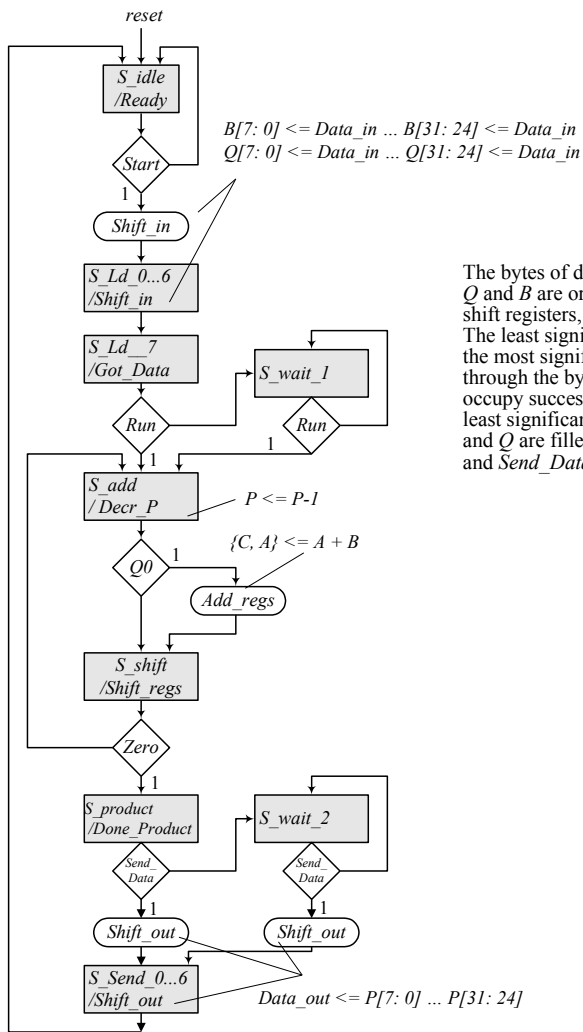 reset
S_idle
/Ready
B[7: 0] <= Data_in ... B[31: 24] <= Data_in
Q[7: 0] <= Data_in ... Q[31: 24] <= Data_in
Start
1
Shift_in
S_Ld_0...6
/Shift_in
The bytes of d
Q and B are or
shift registers,
The least signi
the most signif
through the by
occupy succes
least significar
and Q are fille
and Send_Data
S_Ld__7
/Got_Data
S_wait_1
Run
Run
1
1
S_add
/ Decr_P
P <= P-1
Q0
1
{C, A} <= A + B
Add_regs
S_shift
/Shift_regs
Zero
1
S_product
/Done_Product
S_wait_2
Send_
Data
Send_
Data
1
1
Shift_out
Shift_out
S_Send_0...6
/Shift_out
Data_out <= P[7: 0] ... P[31: 24]